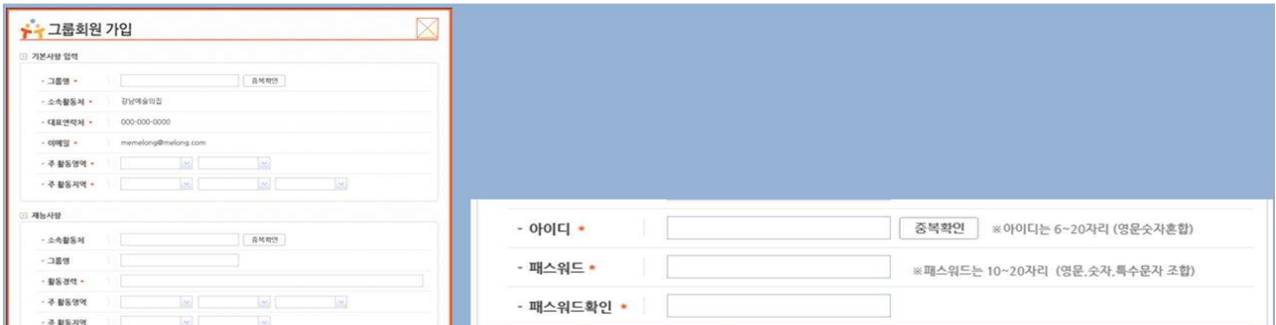 그룹회원 가입
기본사항 입력
- 그룹명 * 중복확인
- 소속활동처 * 강남예술의집
- 대표연락처 * 000-000-0000
- 이메일 * memelong@melong.com
- 주 활동영역 *
- 주 활동지역 *
재능사항
- 소속활동처 중복확인
- 그룹명
- 활동경력 *
- 주 활동영역
- 주 활동지역
- 아이디 * 중복확인 ※아이디는 6~20자리 (영문숫자혼합)
- 패스워드 * ※패스워드는 10~20자리 (영문,숫자,특수문자 조합)
- 패스워드확인 *